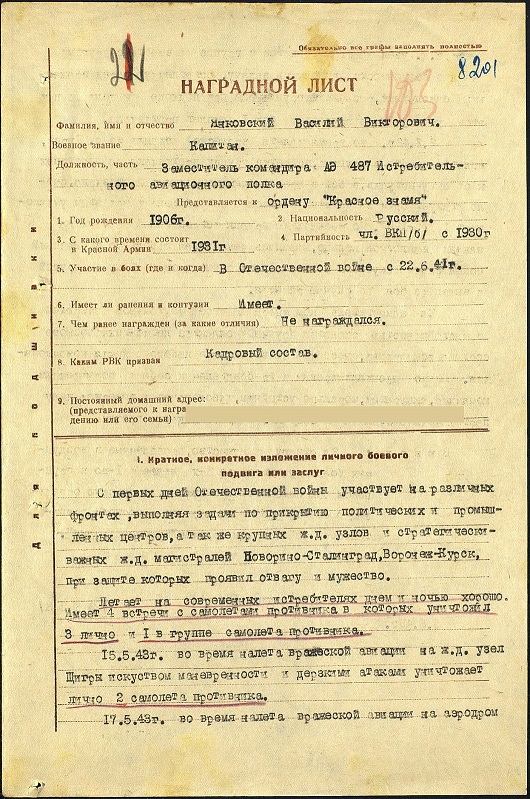 Обязательно все графы заполнять полностью
8201
НАГРАДНОЙ ЛИСТ
103
Фамилия, имя и отчество Янковский Василий Викторович.
Военное звание Капитан.
Должность, часть Заместитель командира АЭ 487 Истребитель-
ного авиационного полка
Представляется к ордену "Красное знамя"
1. Год рождения 1906г. 2. Национальность Русский.
3. С какого времени состоит
в Красной Армии 1931г 4. Партийность чл. ВКП/б/ с 1930г
5. Участие в боях (где и когда) В Отечественной войне с 22.6.41г.
6. Имеет ли ранения и контузии Имеет.
7. Чем ранее награжден (за какие отличия) Не награждался.
8. Каким РВК призван Кадровый состав.
9. Постоянный домашний адрес:
(представляемого к награ
дению или его семьи)
для подшивки
I. Краткое, конкретное изложение личного боевого
подвига или заслуг
С первых дней Отечественной войны участвует на различных
фронтах ,выполняя задачи по прикрытию политических и промыш-
ленных центров,а так же крупных ж.д. узлов и стратегически-
важных ж.д. магистралей Поворино-Сталинград,Воронеж-Курск,
при защите которых проявил отвагу и мужество.
Летает на современных истребителях днем и ночью хорошо.
Имеет 4 встречи с самолетами противника в которых уничтожил
3 лично и I в группе самолета противника.
15.5.43г. во время налета вражеской авиации на ж.д. узел
Щигры искуством маневренности и дерзкими атаками уничтожает
лично 2 самолета противника.
17.5.43г. во время налета вражеской авиации на аэродром